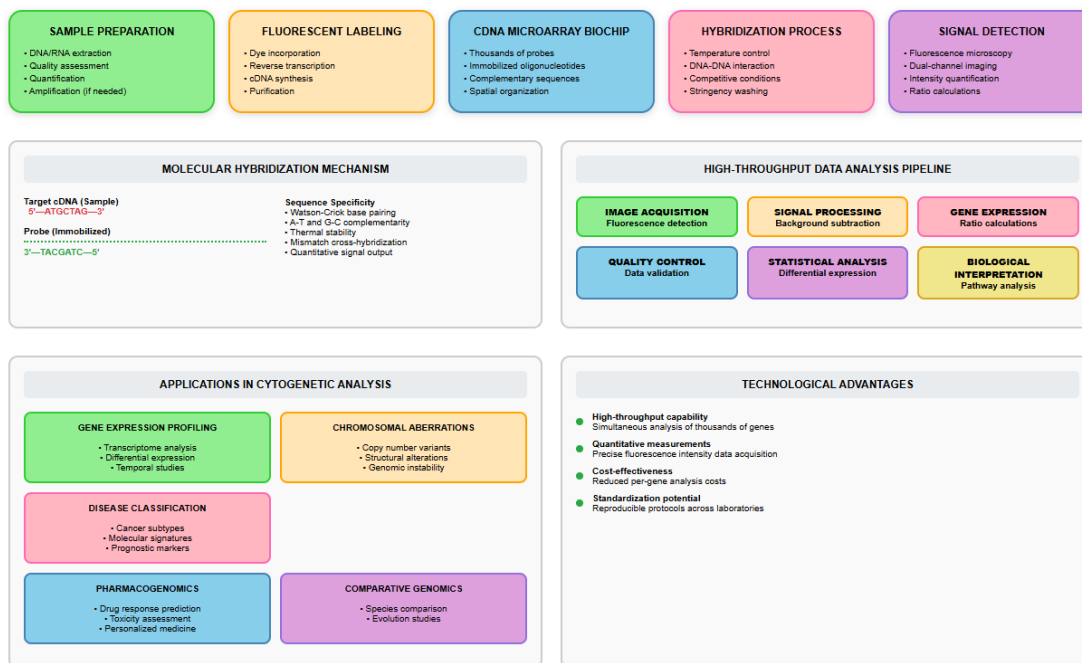 SAMPLE PREPARATION
• DNA/RNA extraction
• Quality assessment
• Quantification
• Amplification (if needed)
FLUORESCENT LABELING
• Dye incorporation
• Reverse transcription
• cDNA synthesis
• Purification
CDNA MICROARRAY BIOCHIP
• Thousands of probes
• Immobilized oligonucleotides
• Complementary sequences
• Spatial organization
HYBRIDIZATION PROCESS
• Temperature control
• DNA-DNA interaction
• Competitive conditions
• Stringency washing
SIGNAL DETECTION
• Fluorescence microscopy
• Dual-channel imaging
• Intensity quantification
• Ratio calculations
MOLECULAR HYBRIDIZATION MECHANISM
Target cDNA (Sample)
5'—ATGCTAG—3'
Probe (Immobilized)
3'—TACGATC—5'
Sequence Specificity
• Watson-Crick base pairing
• A-T and G-C complementarity
• Thermal stability
• Mismatch cross-hybridization
• Quantitative signal output
HIGH-THROUGHPUT DATA ANALYSIS PIPELINE
IMAGE ACQUISITION
Fluorescence detection
SIGNAL PROCESSING
Background subtraction
GENE EXPRESSION
Ratio calculations
QUALITY CONTROL
Data validation
STATISTICAL ANALYSIS
Differential expression
BIOLOGICAL
INTERPRETATION
Pathway analysis
APPLICATIONS IN CYTOGENETIC ANALYSIS
GENE EXPRESSION PROFILING
• Transcriptome analysis
• Differential expression
• Temporal studies
CHROMOSOMAL ABERRATIONS
• Copy number variants
• Structural alterations
• Genomic instability
DISEASE CLASSIFICATION
• Cancer subtypes
• Molecular signatures
• Prognostic markers
PHARMACOGENOMICS
• Drug response prediction
• Toxicity assessment
• Personalized medicine
COMPARATIVE GENOMICS
• Species comparison
• Evolution studies
TECHNOLOGICAL ADVANTAGES
High-throughput capability
Simultaneous analysis of thousands of genes
Quantitative measurements
Precise fluorescence intensity data acquisition
Cost-effectiveness
Reduced per-gene analysis costs
Standardization potential
Reproducible protocols across laboratories